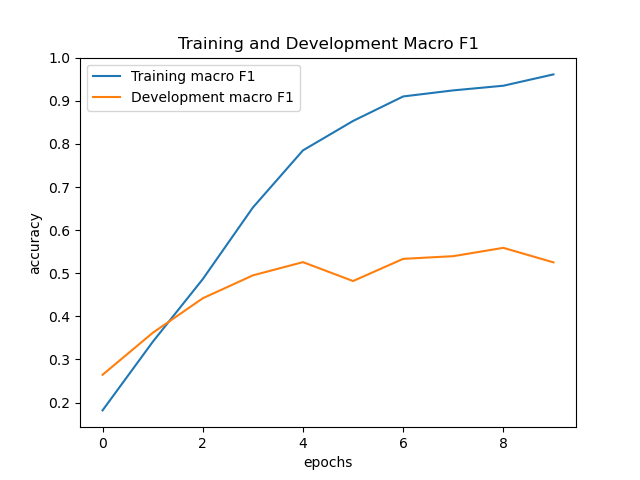 Training and Development Macro F1
Training macro F1
Development macro F1
accuracy
1.0
0.9
0.8
0.7
0.6
0.5
0.4
0.3
0.2
0 2 4 6 8
epochs